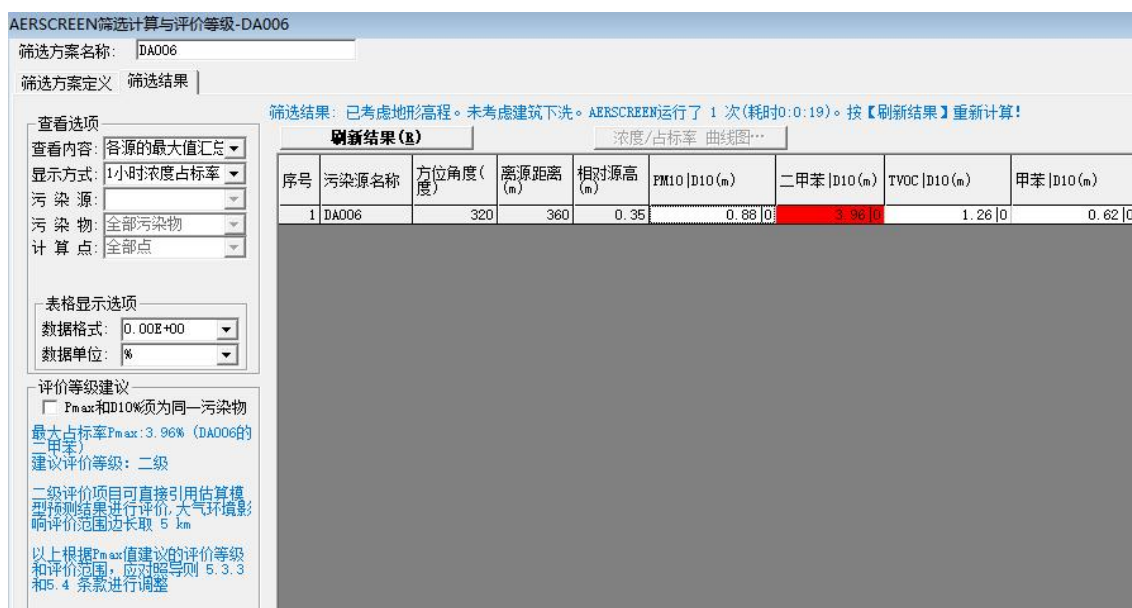 AERSCREEN筛选计算与评价等级-DA006
筛选方案名称: DA006
筛选方案定义 筛选结果
筛选结果: 已考虑地形高程。未考虑建筑下洗。AERSCREEN运行了 1 次(耗时0:0:19)。按【刷新结果】重新计算!
刷新结果(R) 浓度/占标率 曲线图…
查看选项
查看内容: 各源的最大值汇总
显示方式: 1小时浓度占标率
污 染 源:
污 染 物: 全部污染物
计 算 点: 全部点
序号 污染源名称 方位角度(度) 离源距离(m) 相对源高(m) PM10|D10(m) 二甲苯|D10(m) TVOC|D10(m) 甲苯|D10(m)
1 DA006 320 360 0.35 0.88|0 3.96|0 1.26|0 0.62|0
表格显示选项
数据格式: 0.00E+00
数据单位: %
评价等级建议
Pmax和D10%须为同一污染物
最大占标率Pmax:3.96% (DA006的
二甲苯)
建议评价等级: 二级
二级评价项目可直接引用估算模
型预测结果进行评价,大气环境影
响评价范围边长取 5 km
以上根据Pmax值建议的评价等级
和评价范围,应对照导则 5.3.3
和5.4 条款进行调整